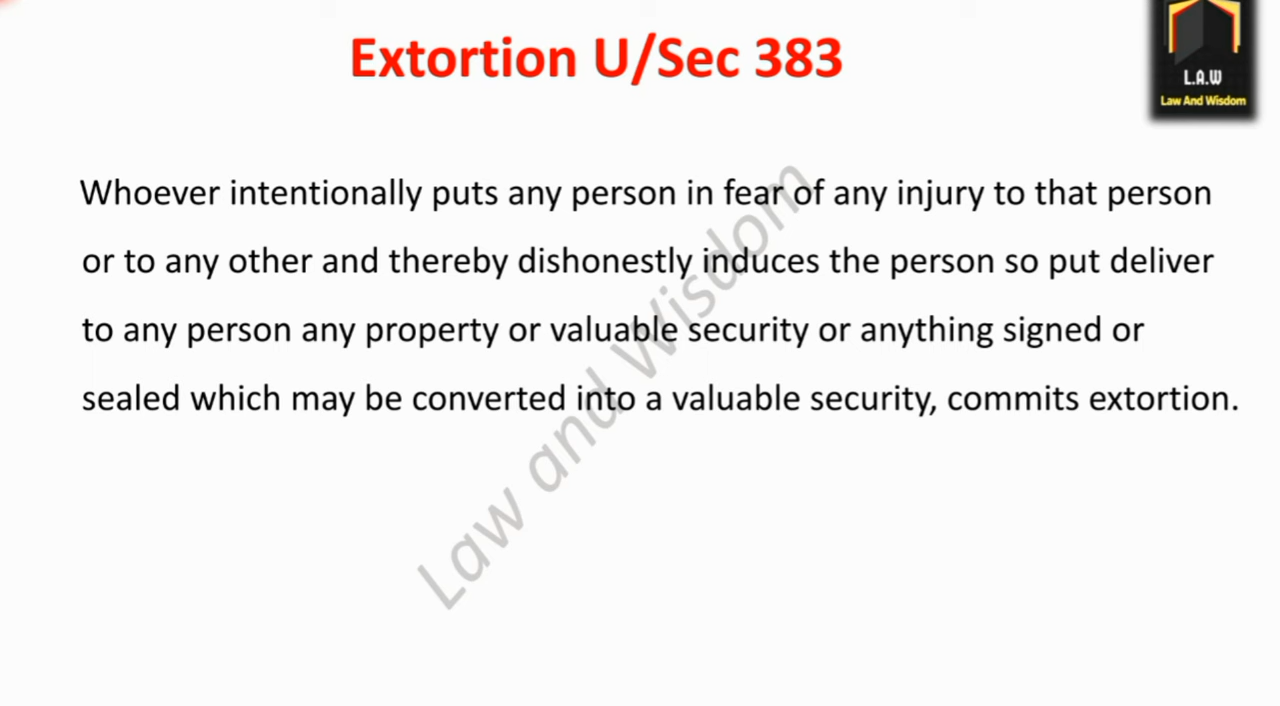 Extortion U/Sec 383
L.A.W
Law And Wisdom
Whoever intentionally puts any person in fear of any injury to that person
or to any other and thereby dishonestly induces the person so put deliver
to any person any property or valuable security or anything signed or
sealed which may be converted into a valuable security, commits extortion.
Law and Wisdom